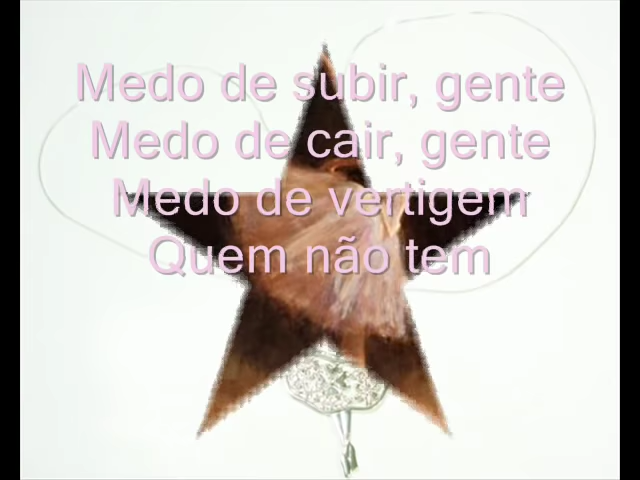 Medo de subir, gente
Medo de cair, gente
Medo de vertigem
Quem não tem